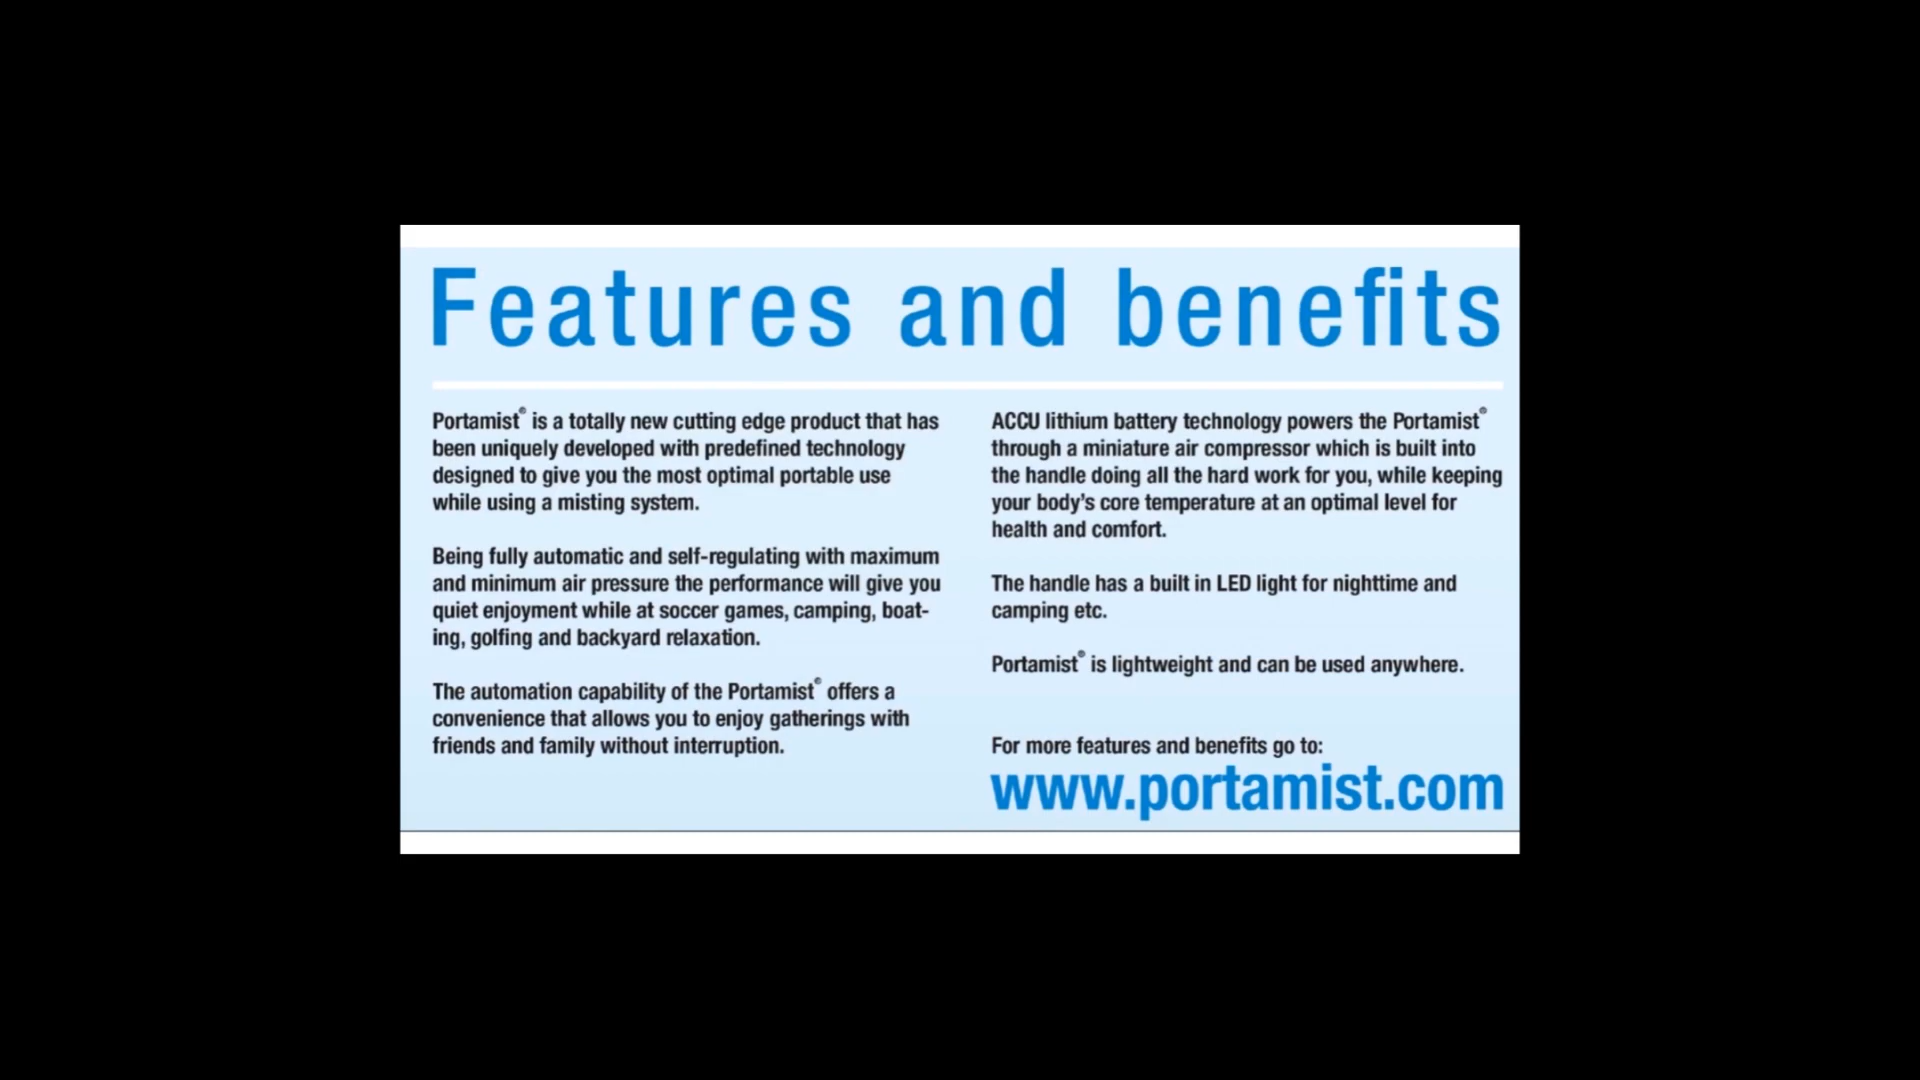 Features and benefits
Portamist® is a totally new cutting edge product that has
been uniquely developed with predefined technology
designed to give you the most optimal portable use
while using a misting system.
Being fully automatic and self-regulating with maximum
and minimum air pressure the performance will give you
quiet enjoyment while at soccer games, camping, boat-
ing, golfing and backyard relaxation.
The automation capability of the Portamist® offers a
convenience that allows you to enjoy gatherings with
friends and family without interruption.
ACCU lithium battery technology powers the Portamist®
through a miniature air compressor which is built into
the handle doing all the hard work for you, while keeping
your body's core temperature at an optimal level for
health and comfort.
The handle has a built in LED light for nighttime and
camping etc.
Portamist® is lightweight and can be used anywhere.
For more features and benefits go to:
www.portamist.com